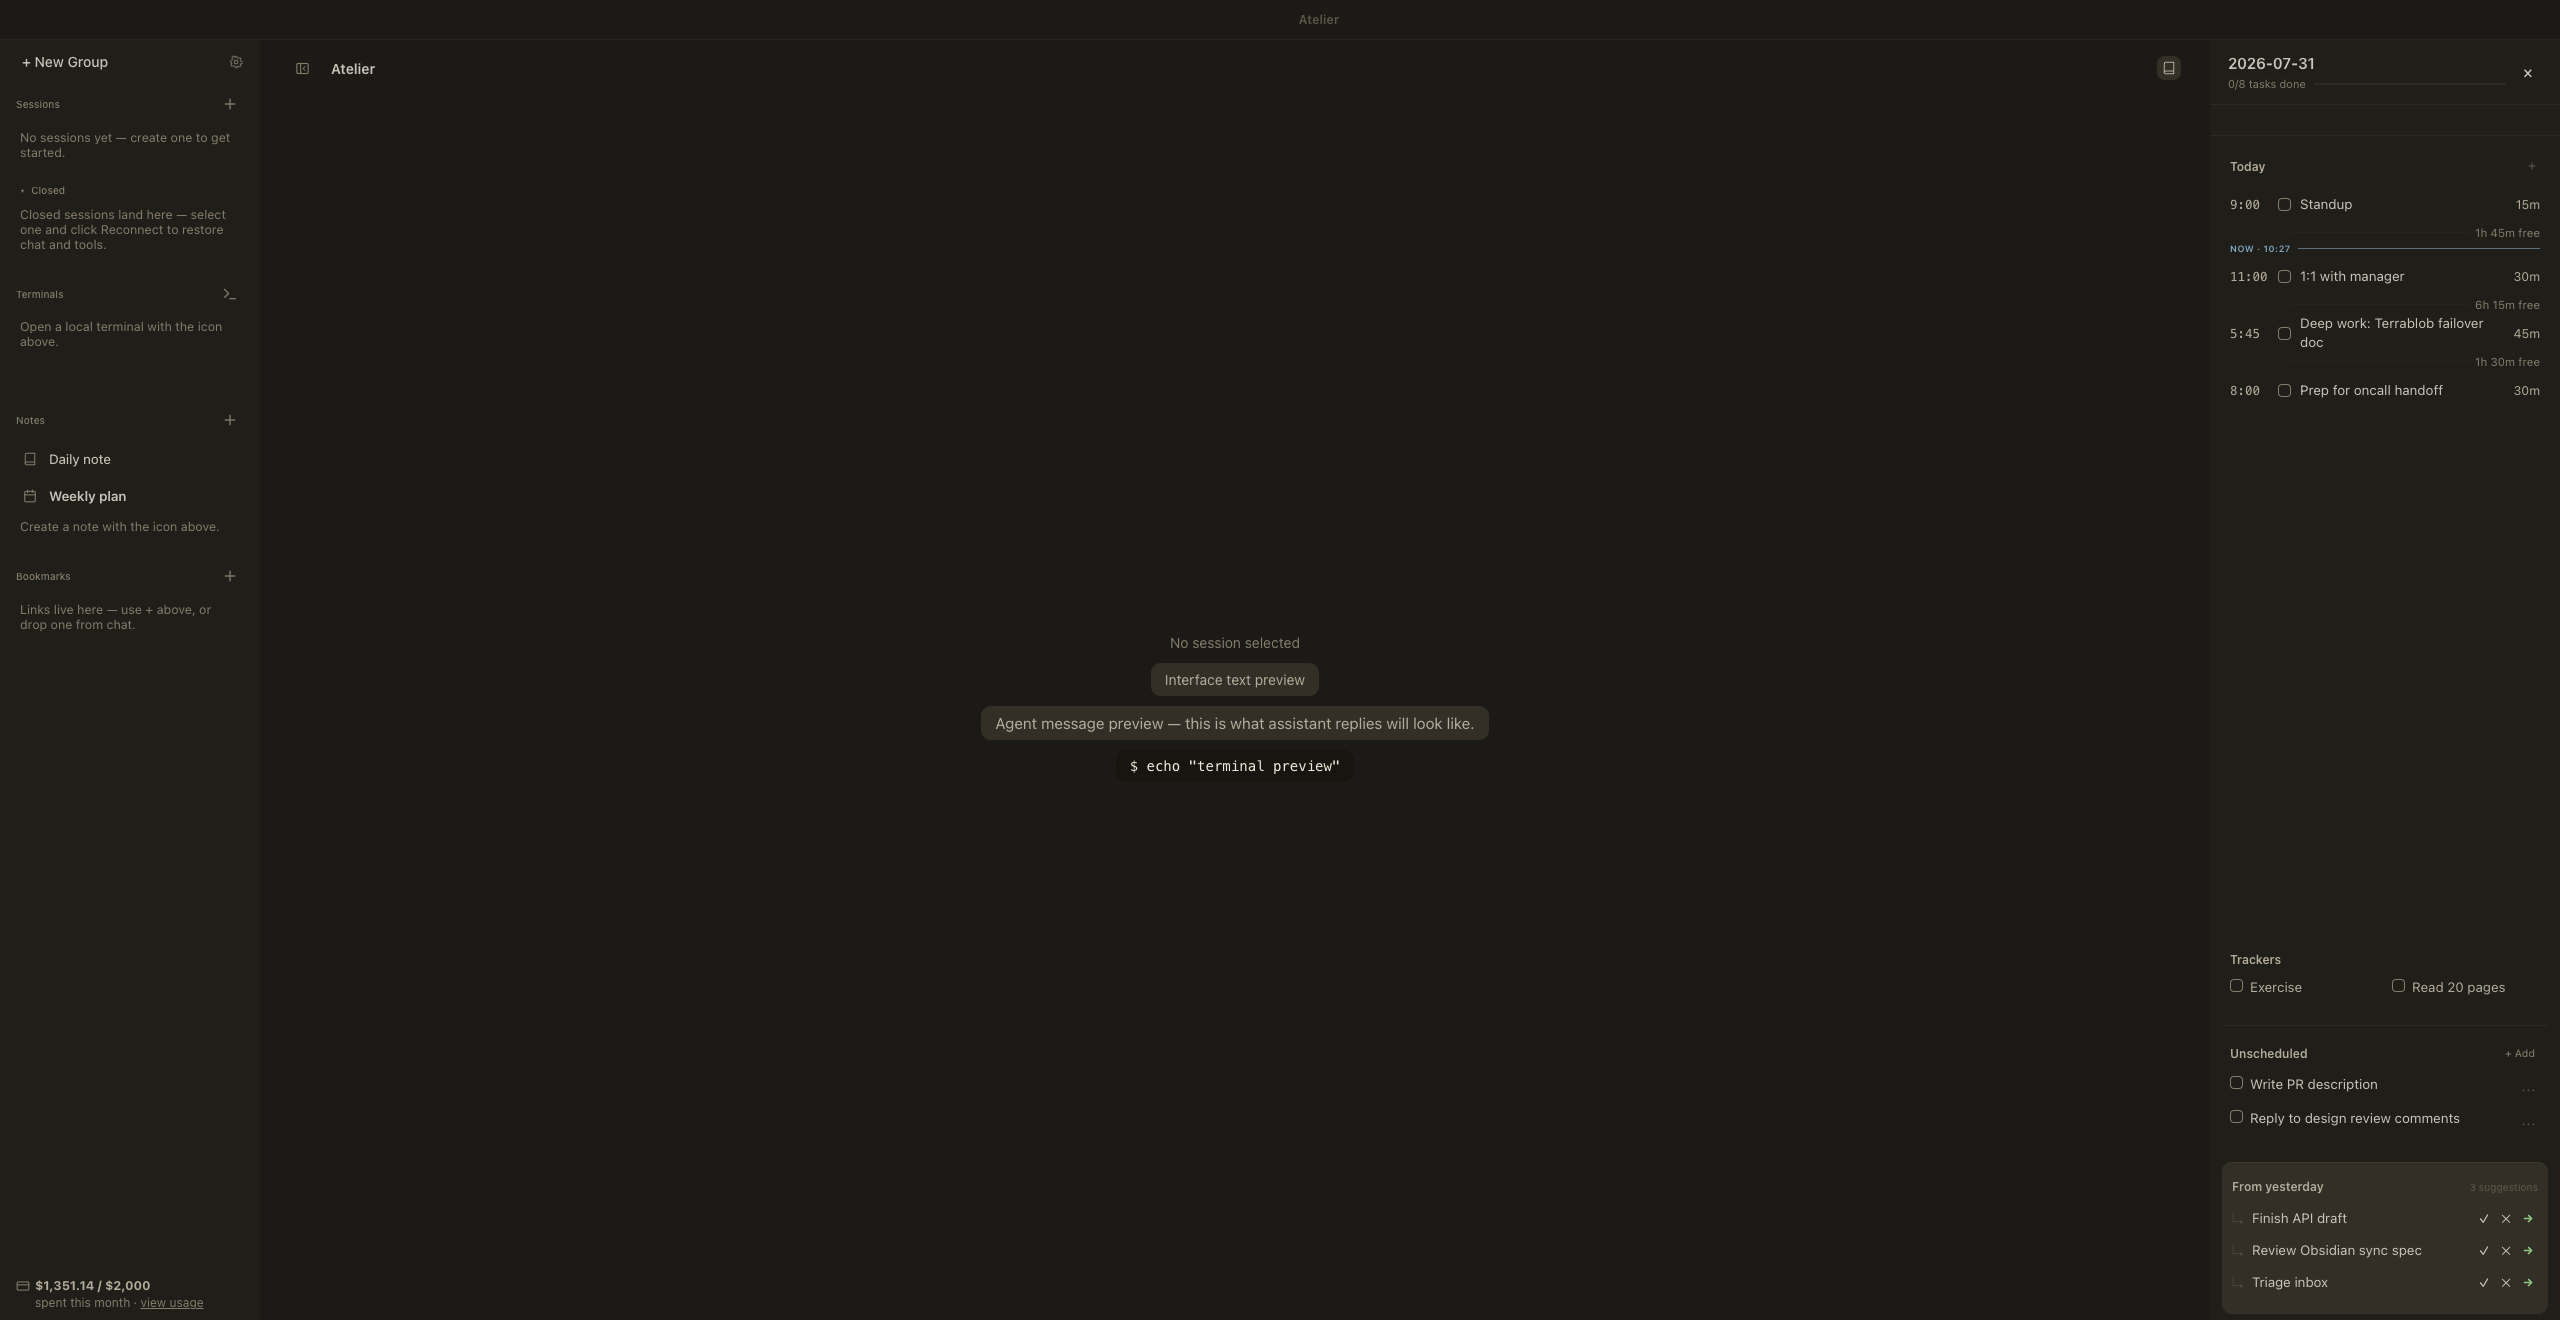 Atelier
+ New Group
Sessions
No sessions yet — create one to get
started.
Closed
Closed sessions land here — select
one and click Reconnect to restore
chat and tools.
Terminals
Open a local terminal with the icon
above.
Notes
Daily note
Weekly plan
Create a note with the icon above.
Bookmarks
Links live here — use + above, or
drop one from chat.
$1,351.14 / $2,000
spent this month · view usage
Atelier
No session selected
Interface text preview
Agent message preview — this is what assistant replies will look like.
$ echo "terminal preview"
2026-07-31
0/8 tasks done
Today
9:00 Standup 15m
1h 45m free
NOW · 10:27
11:00 1:1 with manager 30m
6h 15m free
5:45 Deep work: Terrablob failover 45m
doc
1h 30m free
8:00 Prep for oncall handoff 30m
Trackers
Exercise Read 20 pages
Unscheduled + Add
Write PR description ...
Reply to design review comments ...
From yesterday 3 suggestions
Finish API draft
Review Obsidian sync spec
Triage inbox